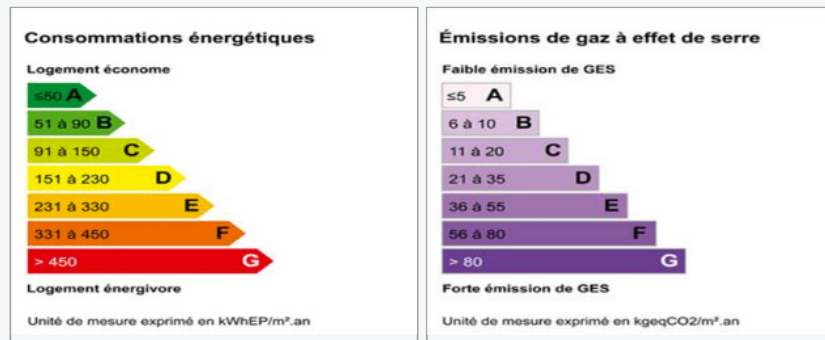 Consommations énergétiques
Logement économe
≤50 A
51 à 90 B
91 à 150 C
151 à 230 D
231 à 330 E
331 à 450 F
> 450 G
Logement énergivore
Unité de mesure exprimé en kWhEP/m².an
Émissions de gaz à effet de serre
Faible émission de GES
≤5 A
6 à 10 B
11 à 20 C
21 à 35 D
36 à 55 E
56 à 80 F
> 80 G
Forte émission de GES
Unité de mesure exprimé en kgeqCO2/m².an